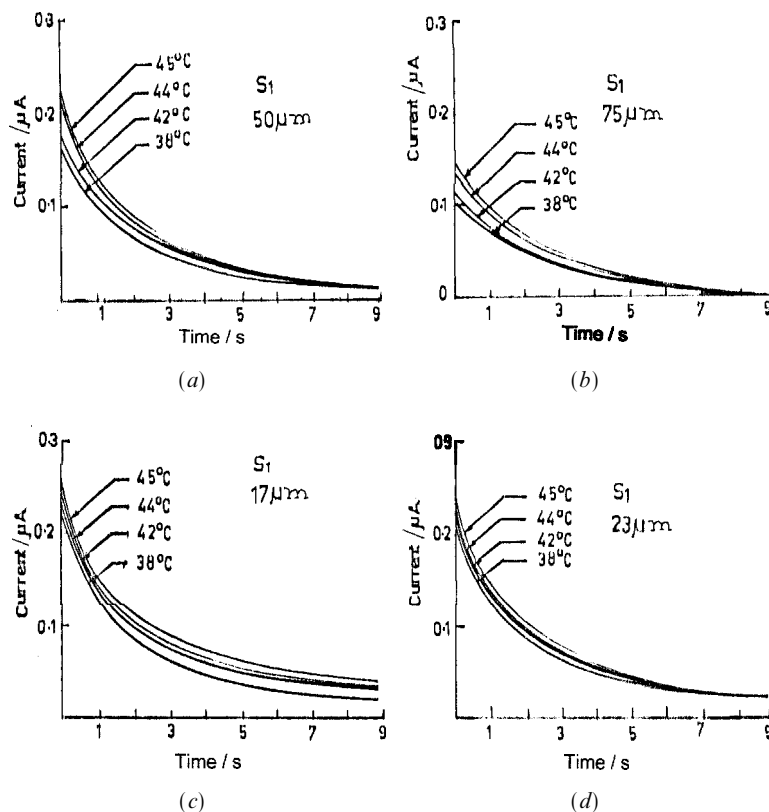 0.3
45°C
44°C
42°C
38°C
S1
50μm
0.2
0.1
Current /μA
1
3
5
7
9
Time / s
(a)
0.3
S1
75μm
0.2
45°C
44°C
42°C
38°C
0.1
0
Current /μA
1
3
5
7
9
Time / s
(b)
0.3
45°C
44°C
42°C
38°C
S1
17μm
0.2
0.1
Current /μA
1
3
5
7
9
Time / s
(c)
09
45°C
44°C
42°C
38°C
S1
23μm
0.2
0.1
Current /μA
1
3
5
7
9
Time / s
(d)